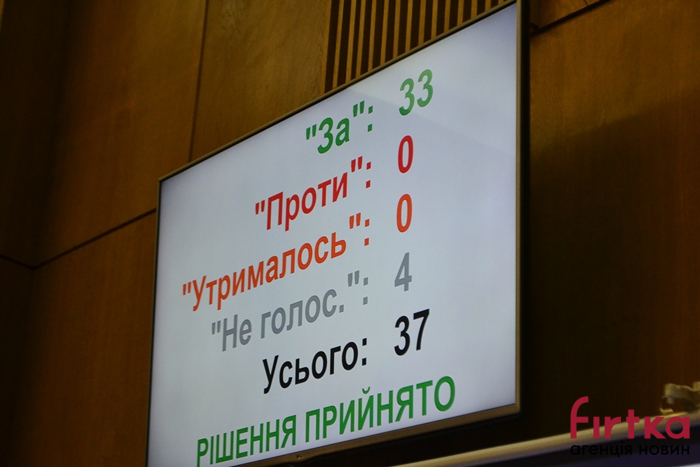 "За": 33
"Проти": 0
"Утрималось": 0
"Не голос.": 4
Усього: 37
РІШЕННЯ ПРИЙНЯТО
firtka
агенція новин